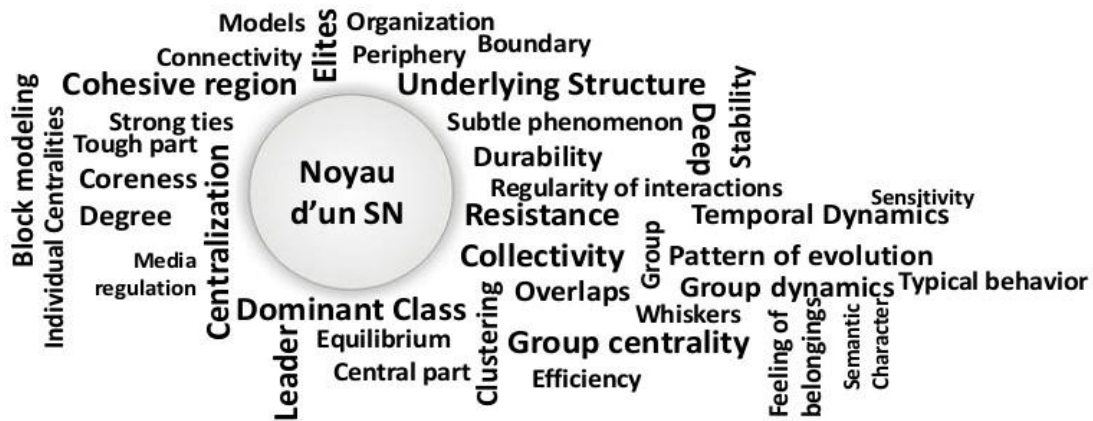 Models
Elites
Organization
Connectivity
Periphery
Boundary
Cohesive region
Underlying Structure
Block modeling
Individual Centralities
Strong ties
Tough part
Coreness
Degree
Centralization
Media
regulation
Noyau
d'un SN
Subtle phenomenon
Deep
Stability
Durability
Regularity of interactions
Sensitivity
Resistance
Temporal Dynamics
Collectivity
Group
Pattern of evolution
Overlaps
Group dynamics
Typical behavior
Dominant Class
Clustering
Whiskers
Leader
Equilibrium
Group centrality
Feeling of
belongings
Semantic
Character
Central part
Efficiency